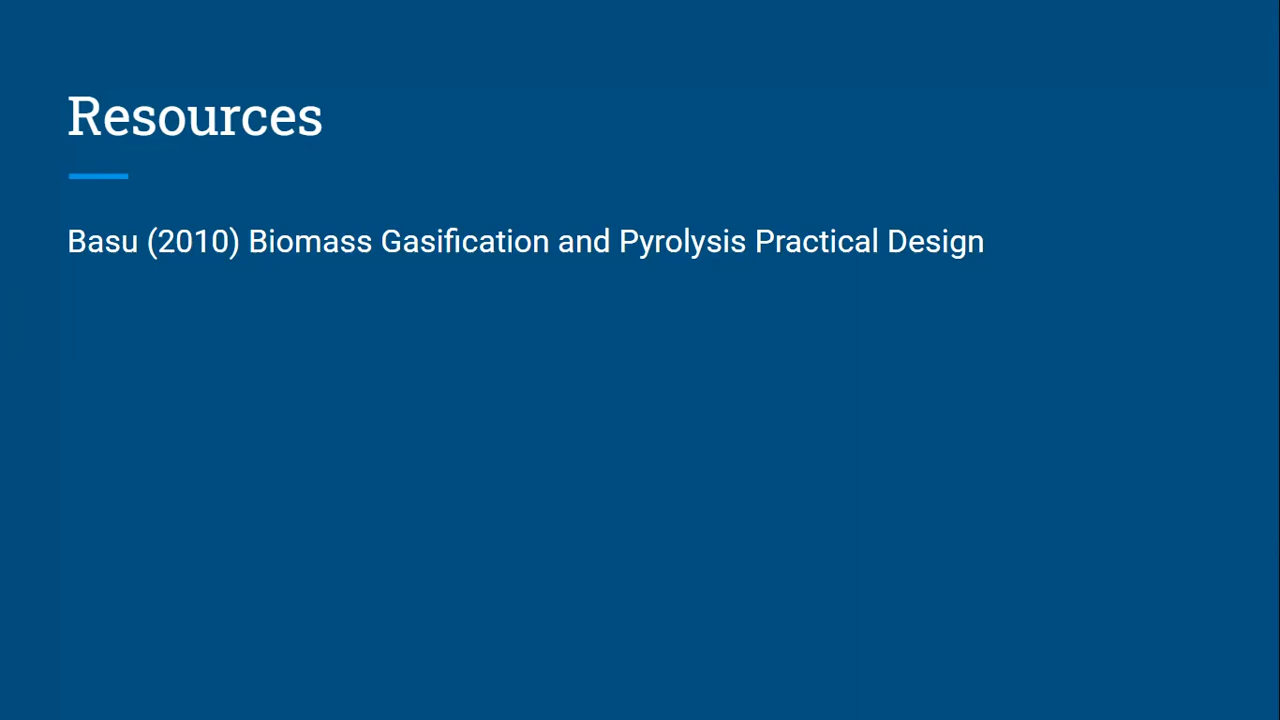 Resources
Basu (2010) Biomass Gasification and Pyrolysis Practical Design